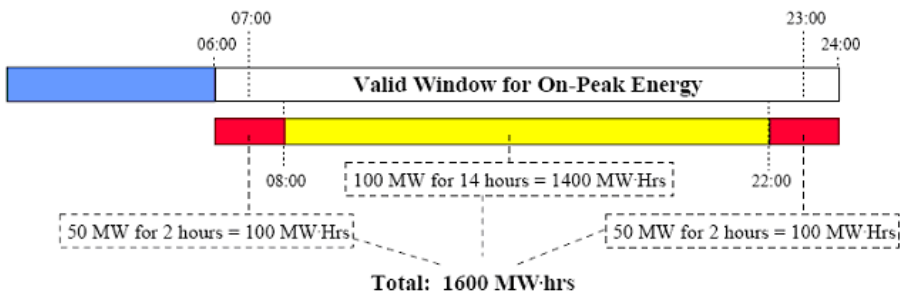 07:00
23:00
06:00
24:00
Valid Window for On-Peak Energy
08:00
100 MW for 14 hours = 1400 MW·Hrs
22:00
50 MW for 2 hours = 100 MW·Hrs
50 MW for 2 hours = 100 MW·Hrs
Total: 1600 MW·hrs